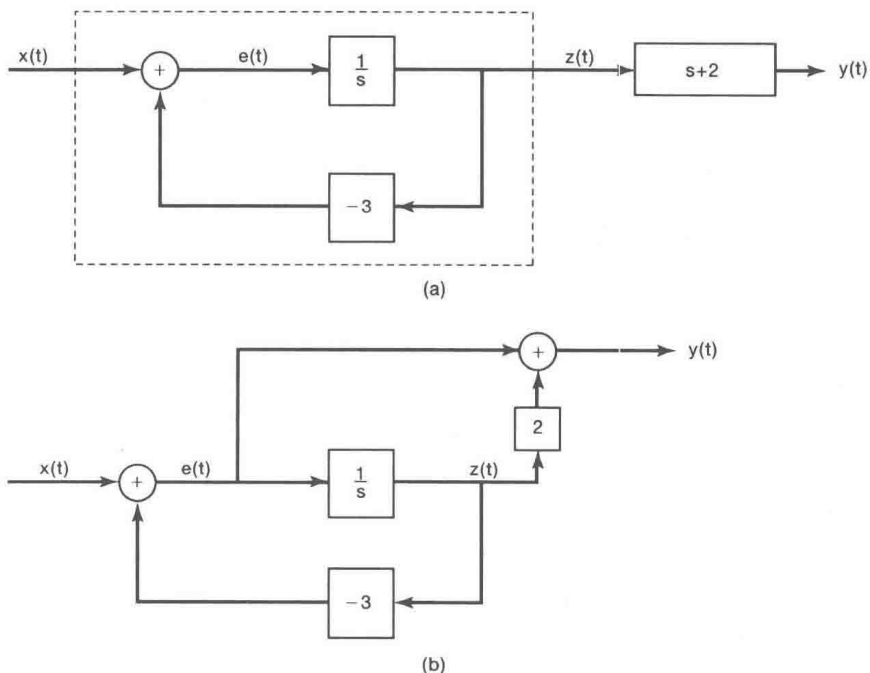 x(t)
+
e(t)
1
s
z(t)
s+2
y(t)
−3
(a)
+
y(t)
2
x(t)
+
e(t)
1
s
z(t)
−3
(b)